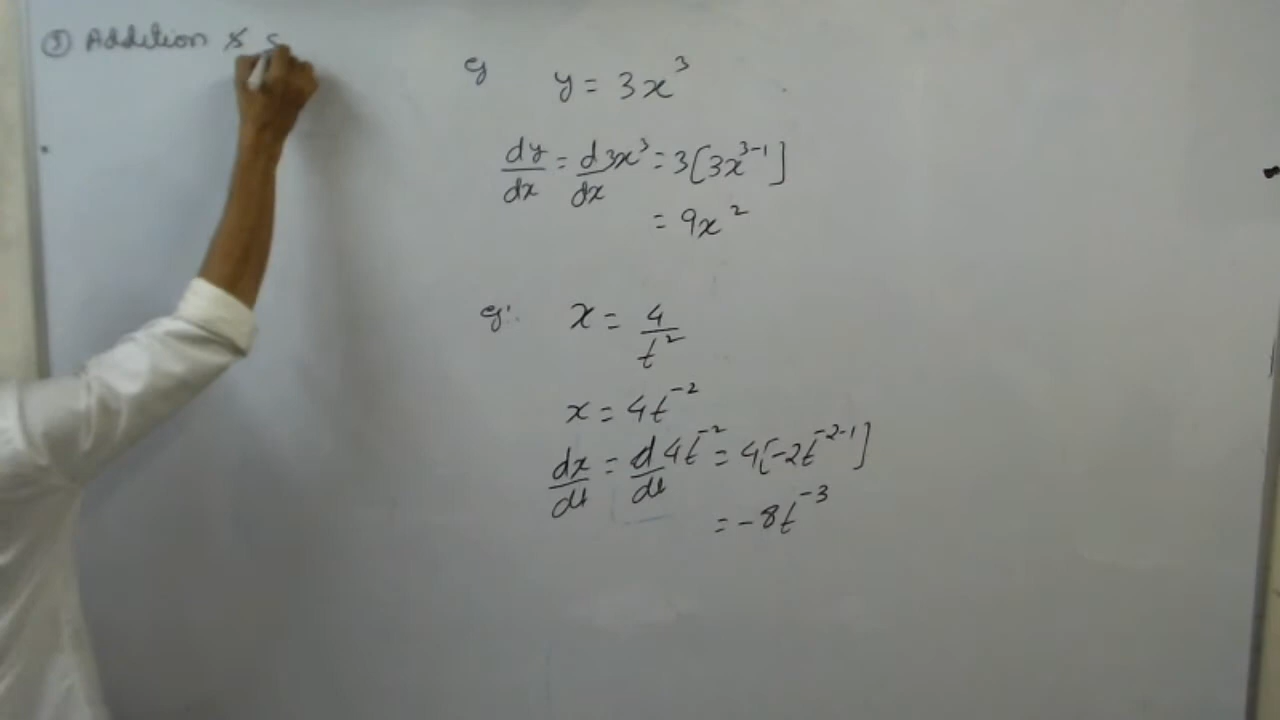 ③ Addition & S
eg y = 3x³
dy/dx = d/dx 3x³ = 3[3x³⁻¹]
= 9x²
eg: x = 4/t²
x = 4t⁻²
dx/dt = d/dt 4t⁻² = 4[-2t⁻²⁻¹]
= -8t⁻³